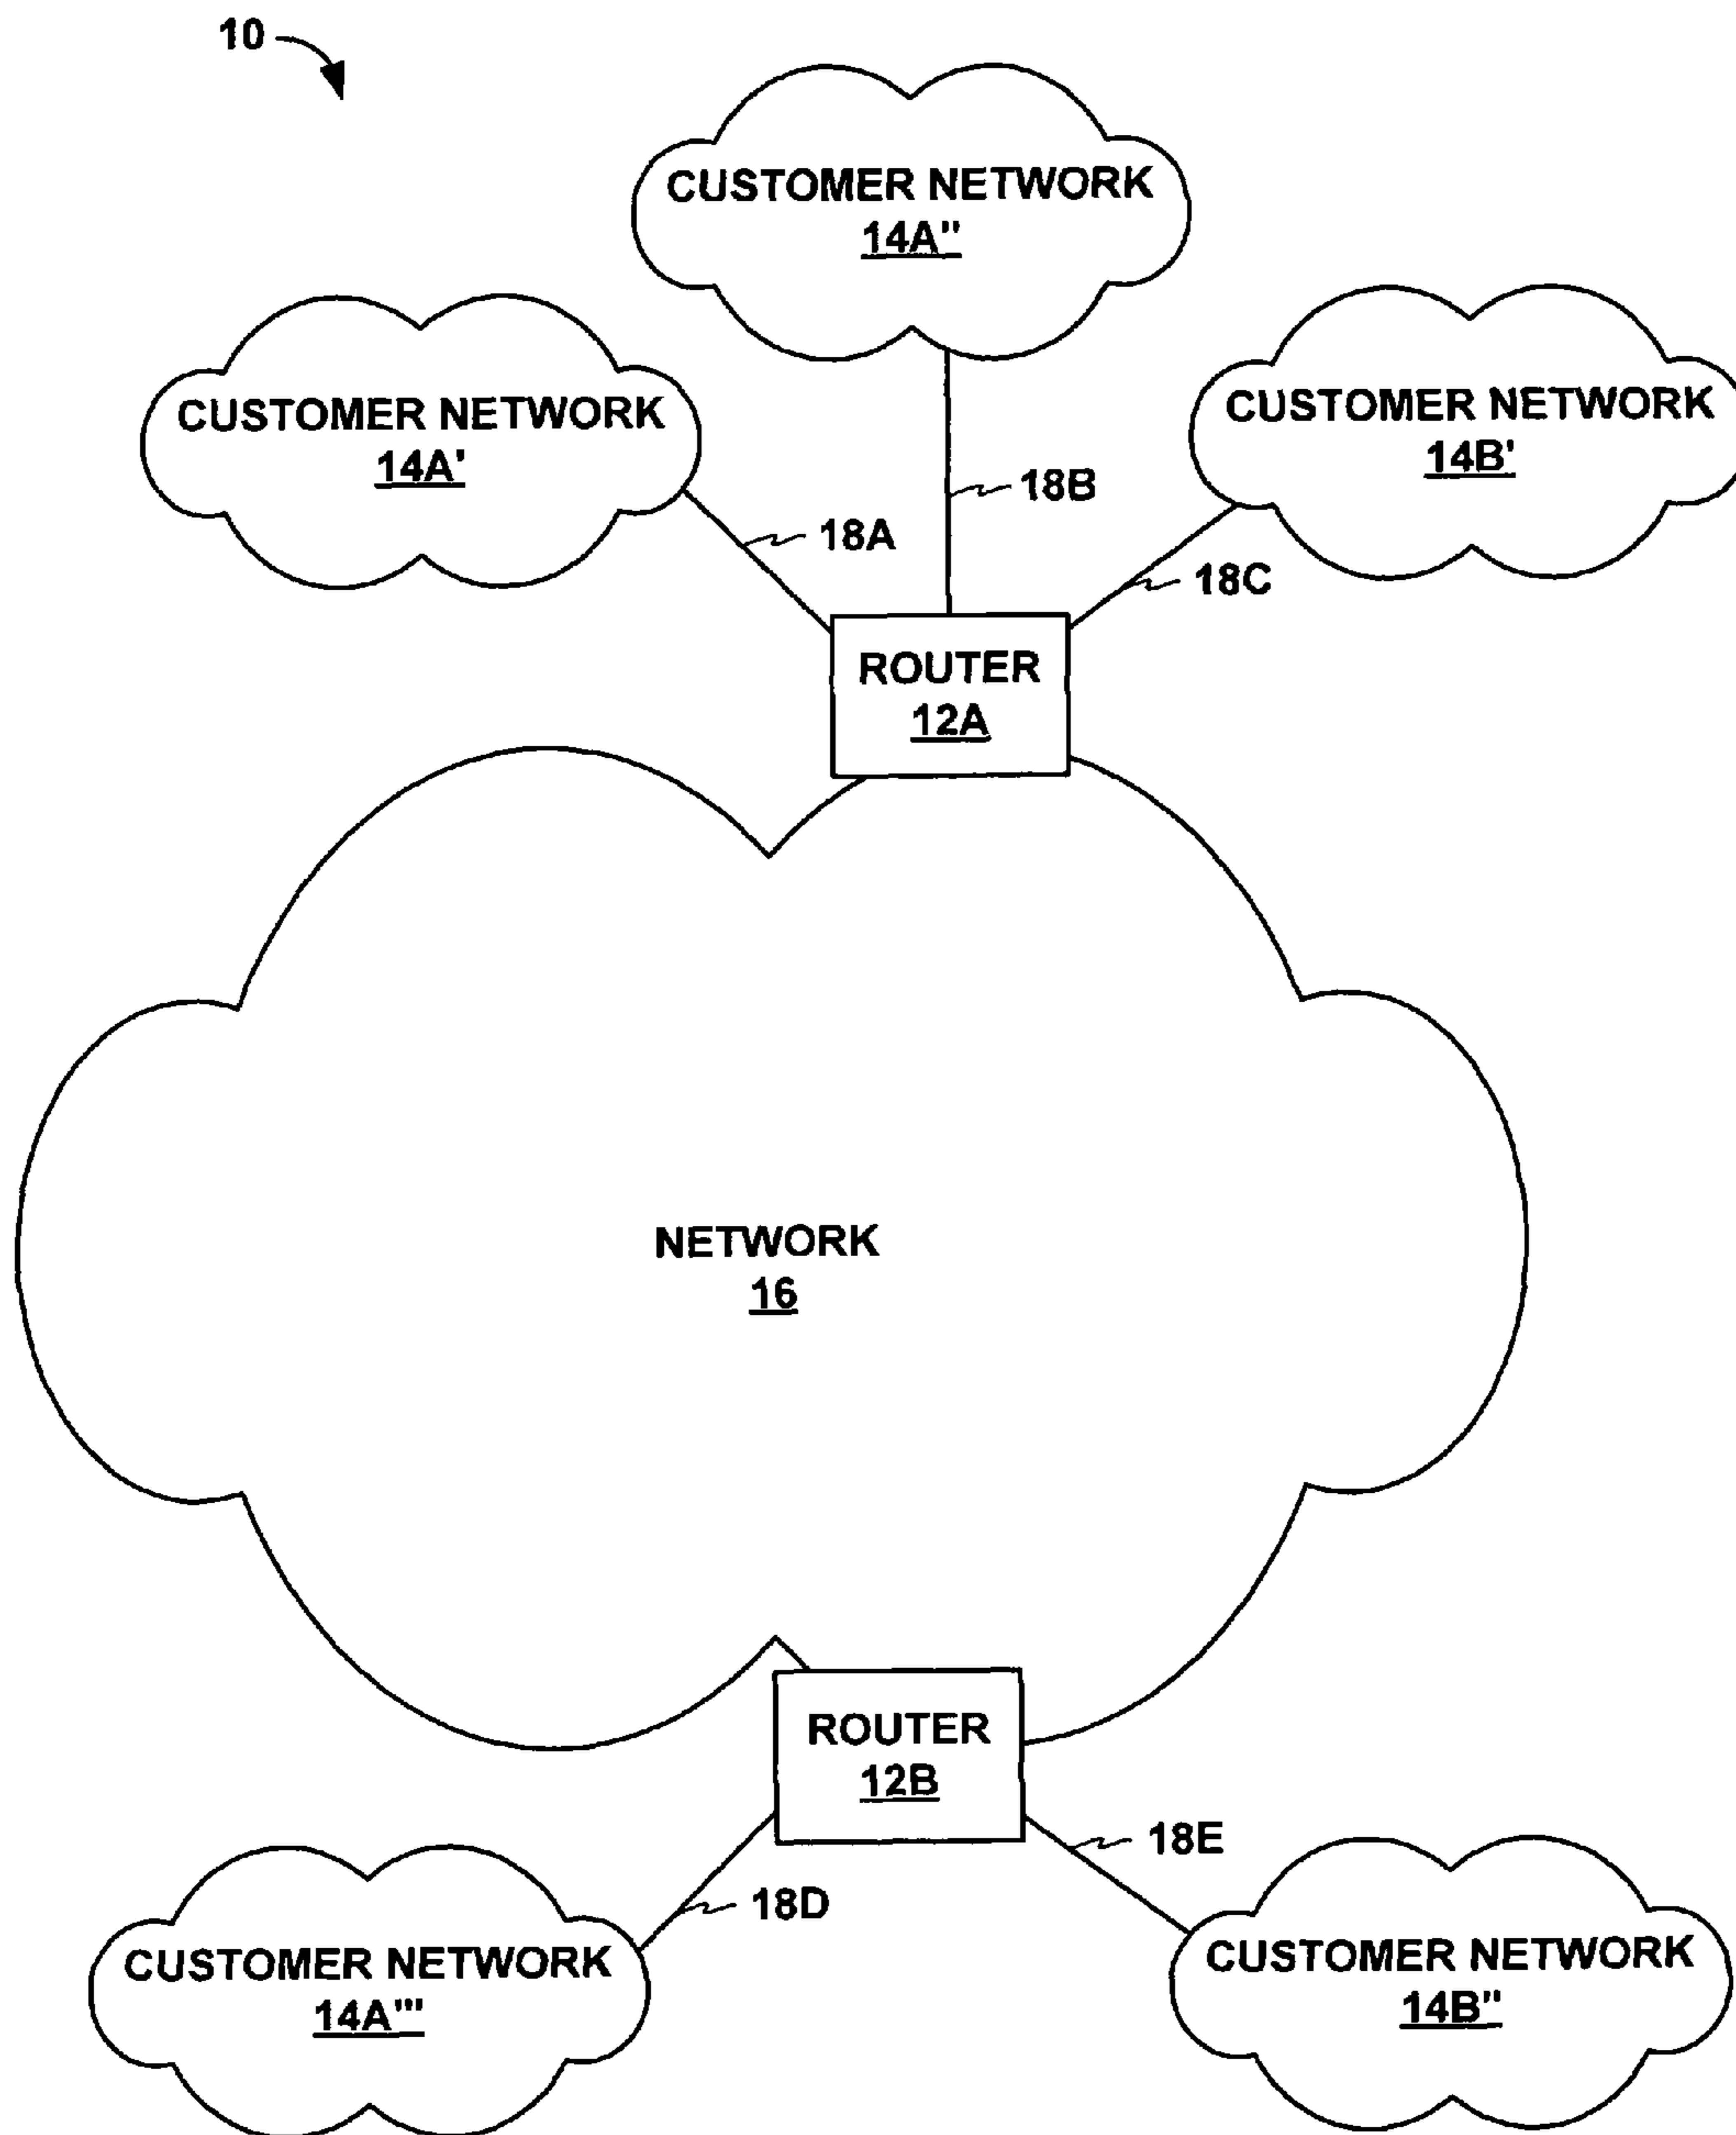 10
CUSTOMER NETWORK
14A"
CUSTOMER NETWORK
14A'
CUSTOMER NETWORK
14B'
18B
18A
18C
ROUTER
12A
NETWORK
16
ROUTER
12B
18E
18D
CUSTOMER NETWORK
14A'''
CUSTOMER NETWORK
14B"